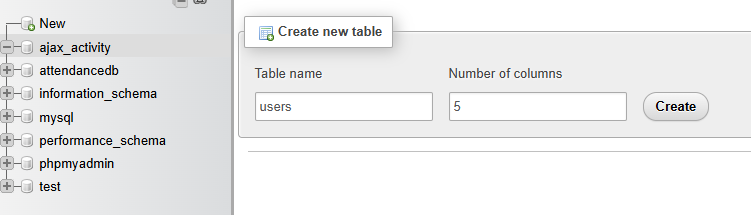 New
ajax_activity
attendancedb
information_schema
mysql
performance_schema
phpmyadmin
test
Create new table
Table name
Number of columns
users
5
Create